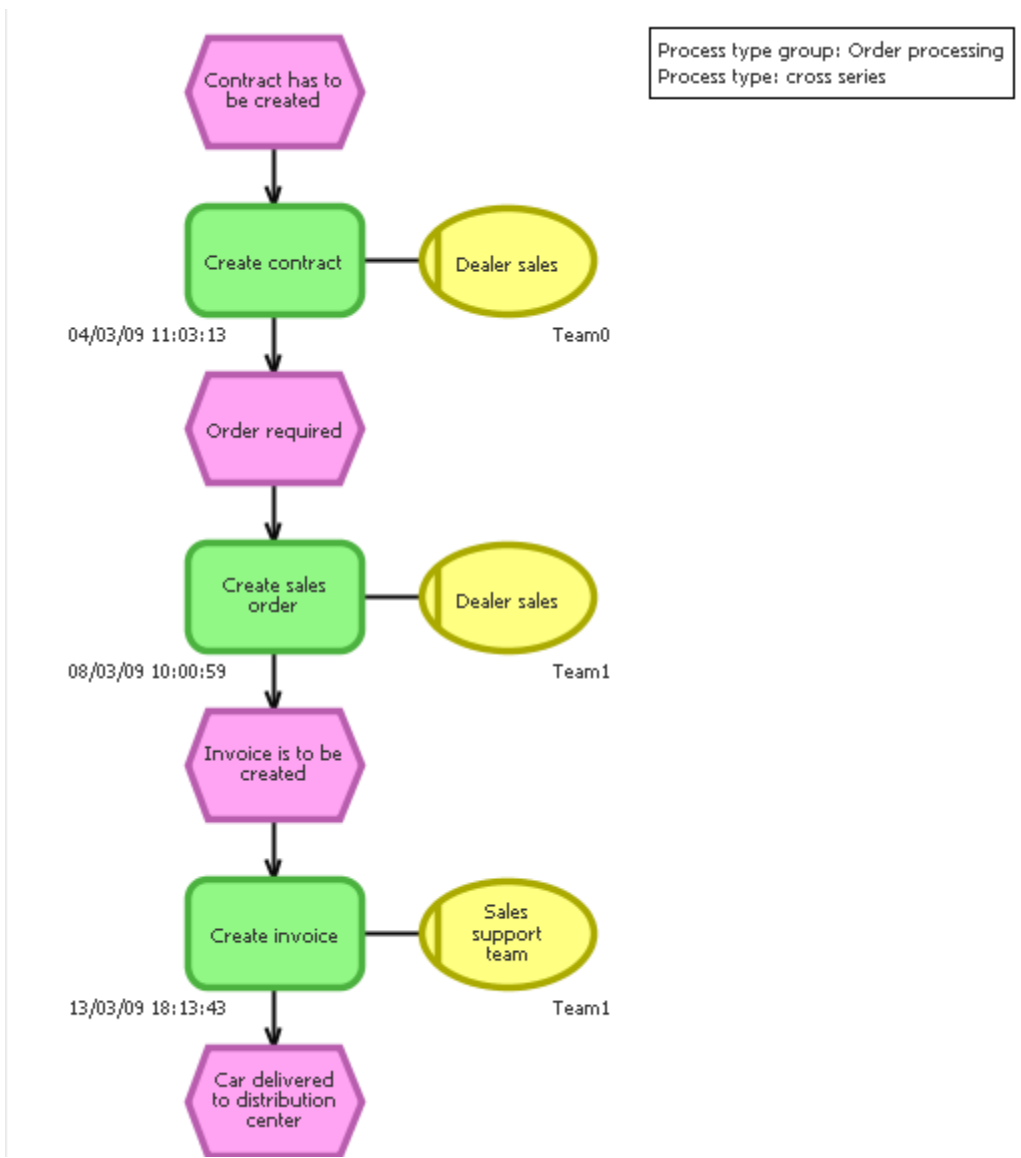 Process type group: Order processing
Process type: cross series
Contract has to
be created
Create contract
Dealer sales
04/03/09 11:03:13
Team0
Order required
Create sales
order
Dealer sales
08/03/09 10:00:59
Team1
Invoice is to be
created
Create invoice
Sales
support
team
13/03/09 18:13:43
Team1
Car delivered
to distribution
center